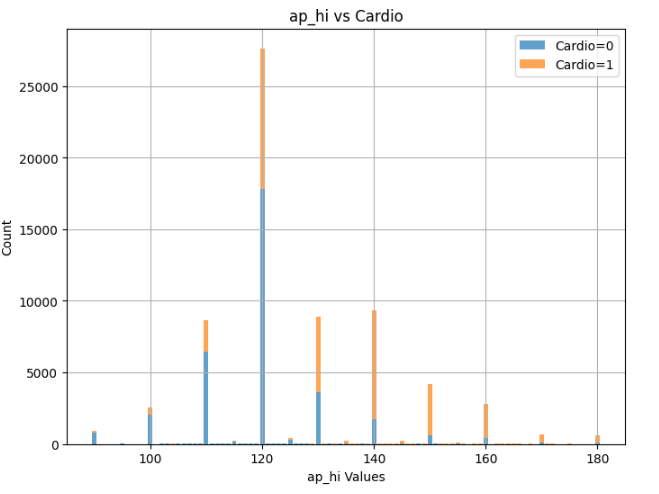 ap_hi vs Cardio
Cardio=0
Cardio=1
25000
20000
15000
10000
5000
0
Count
100 120 140 160 180
ap_hi Values